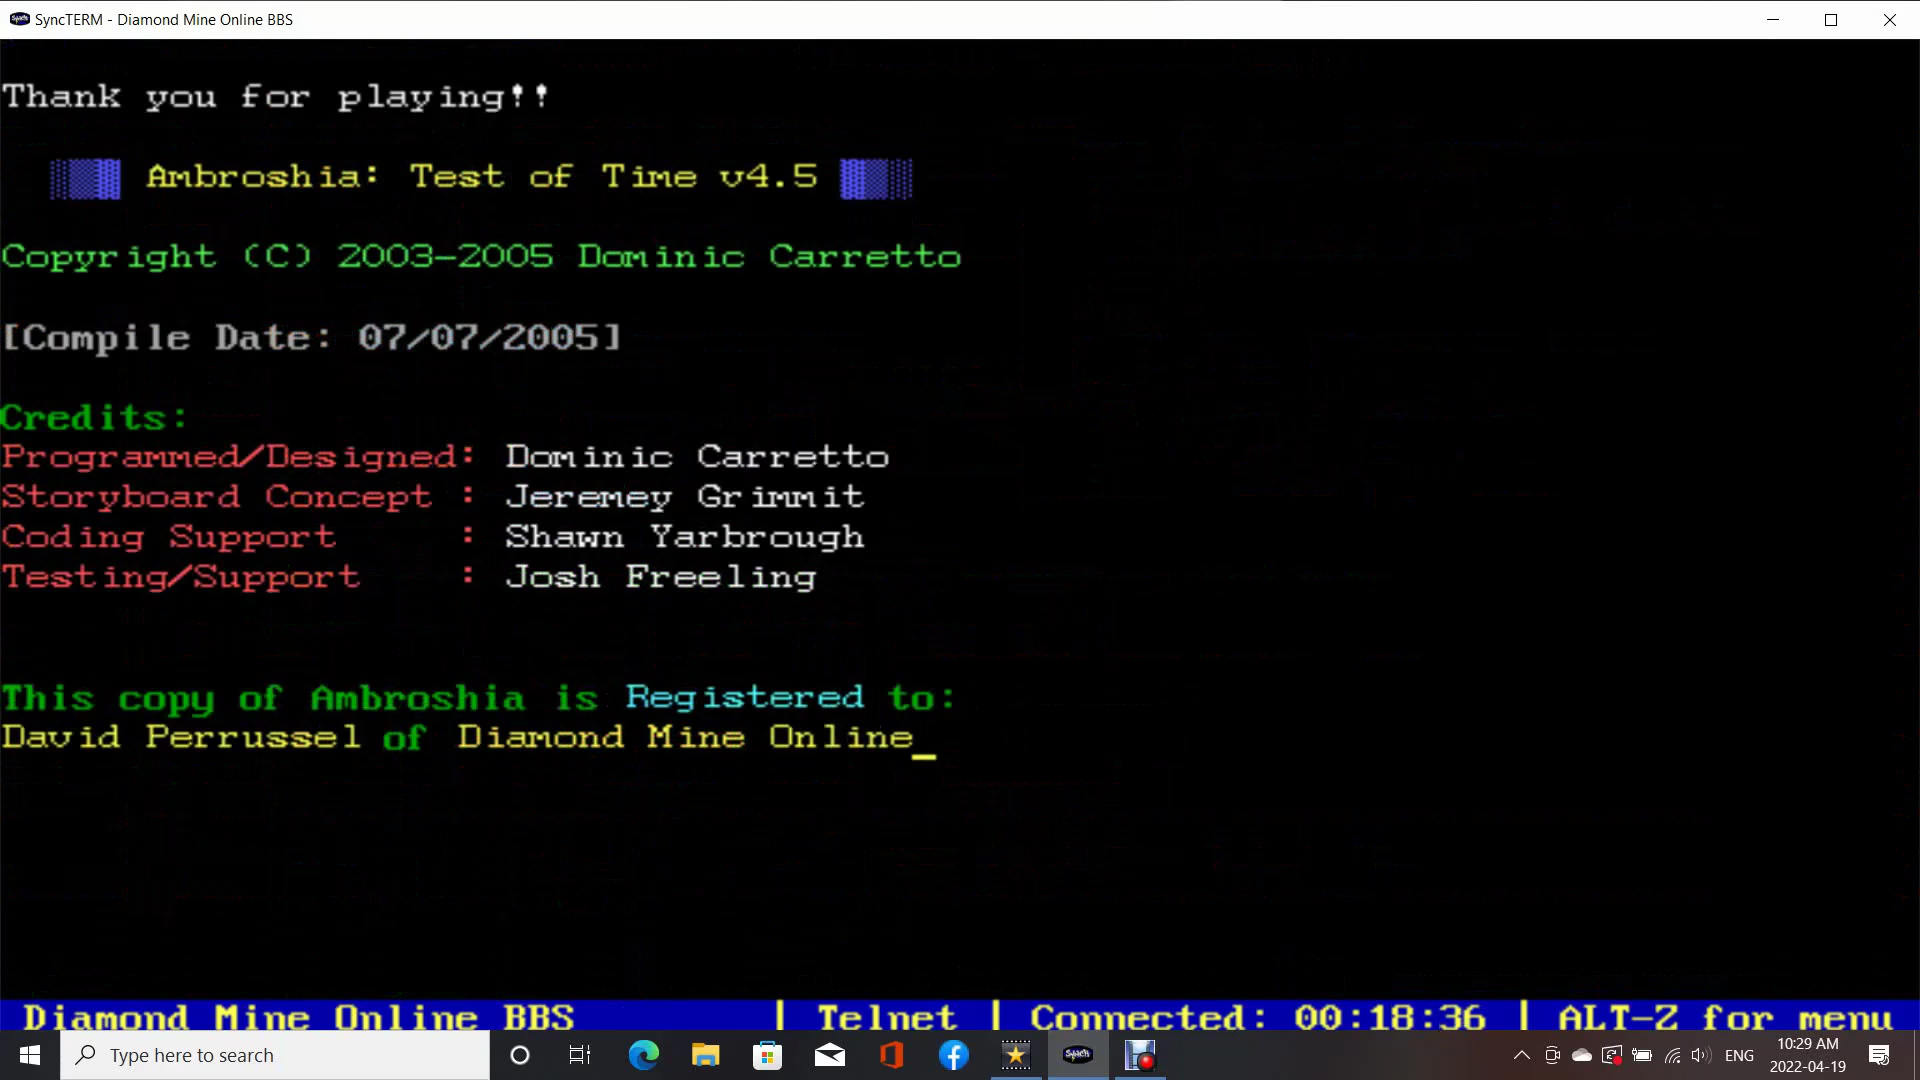 SyncTERM - Diamond Mine Online BBS
Thank you for playing!!
Ambroshia: Test of Time v4.5
Copyright (C) 2003-2005 Dominic Carretto
[Compile Date: 07/07/2005]
Credits:
Programmed/Designed: Dominic Carretto
Storyboard Concept : Jeremey Grimmit
Coding Support : Shawn Yarbrough
Testing/Support : Josh Freeling
This copy of Ambroshia is Registered to:
David Perrussel of Diamond Mine Online_
Diamond Mine Online BBS | Telnet | Connected: 00:18:36 | ALT-Z for menu
Type here to search
ENG
10:29 AM
2022-04-19